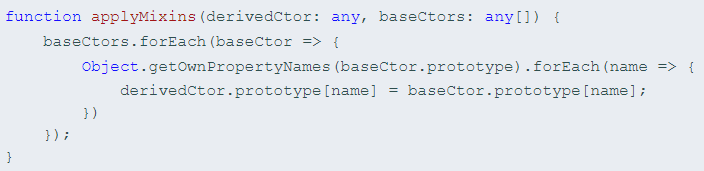 function applyMixins(derivedCtor: any, baseCtors: any[]) {
    baseCtors.forEach(baseCtor => {
        Object.getOwnPropertyNames(baseCtor.prototype).forEach(name => {
            derivedCtor.prototype[name] = baseCtor.prototype[name];
        })
    });
}